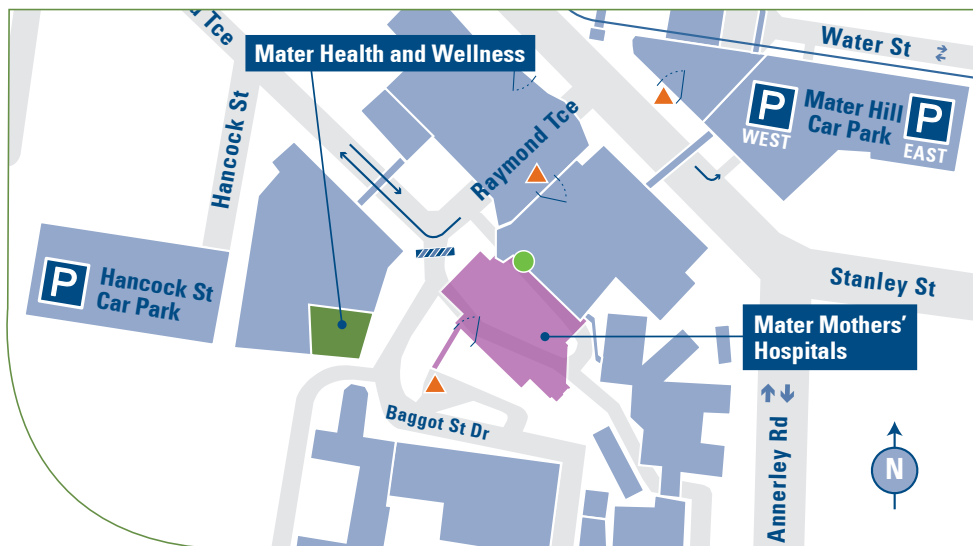 d Tce
Water St
Mater Health and Wellness
Hancock St
Raymond Tce
P
WEST
Mater Hill
Car Park
P
EAST
P
Hancock St
Car Park
Stanley St
Mater Mothers'
Hospitals
Baggot St Dr
Annerley Rd
N